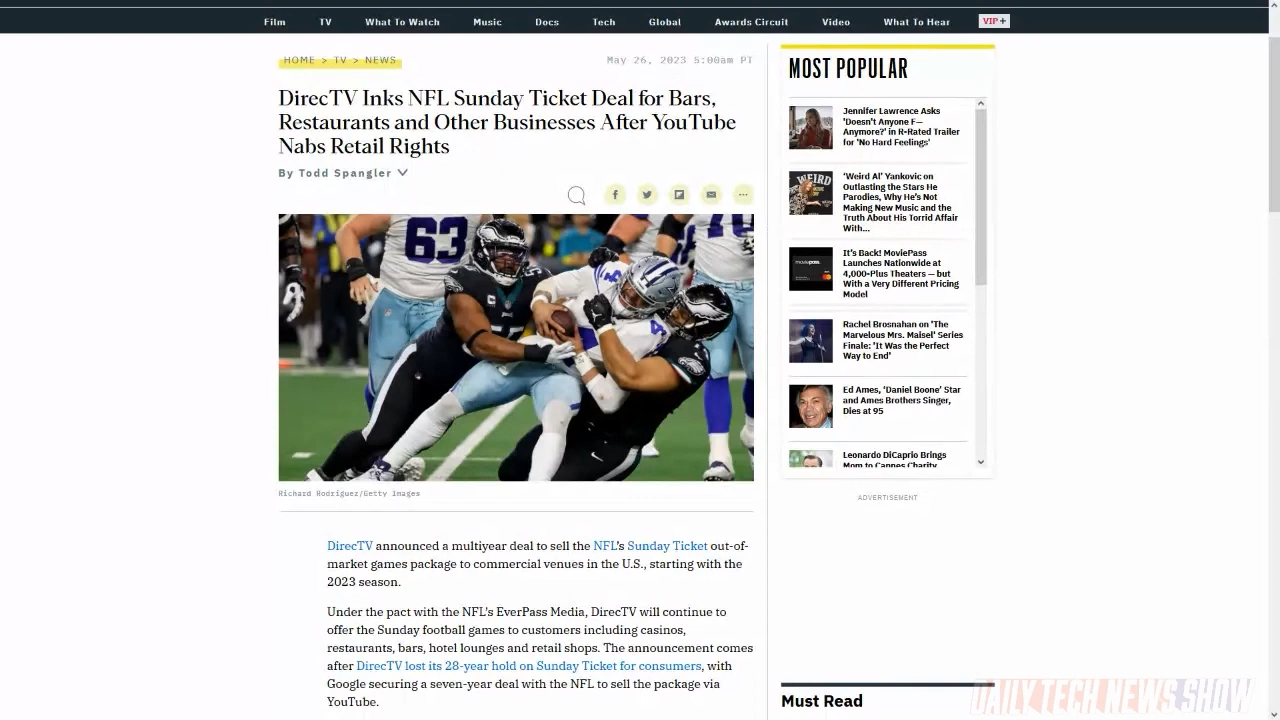 Film TV What To Watch Music Docs Tech Global Awards Circuit Video What To Hear VIP+
HOME > TV > NEWS
May 26, 2023 5:00am PT
DirecTV Inks NFL Sunday Ticket Deal for Bars,
Restaurants and Other Businesses After YouTube
Nabs Retail Rights
By Todd Spangler
63
Richard Rodriguez/Getty Images
DirecTV announced a multiyear deal to sell the NFL's Sunday Ticket out-of-
market games package to commercial venues in the U.S., starting with the
2023 season.
Under the pact with the NFL's EverPass Media, DirecTV will continue to
offer the Sunday football games to customers including casinos,
restaurants, bars, hotel lounges and retail shops. The announcement comes
after DirecTV lost its 28-year hold on Sunday Ticket for consumers, with
Google securing a seven-year deal with the NFL to sell the package via
YouTube.
MOST POPULAR
Jennifer Lawrence Asks
'Doesn't Anyone F—
Anymore?' in R-Rated Trailer
for 'No Hard Feelings'
WEIRD
'Weird Al' Yankovic on
Outlasting the Stars He
Parodies, Why He's Not
Making New Music and the
Truth About His Torrid Affair
With...
moviepass
It's Back! MoviePass
Launches Nationwide at
4,000-Plus Theaters — but
With a Very Different Pricing
Model
Rachel Brosnahan on 'The
Marvelous Mrs. Maisel' Series
Finale: 'It Was the Perfect
Way to End'
Ed Ames, 'Daniel Boone' Star
and Ames Brothers Singer,
Dies at 95
Leonardo DiCaprio Brings
Mom to Cannes Charity
ADVERTISEMENT
Must Read
DAILY TECH NEWS SHOW